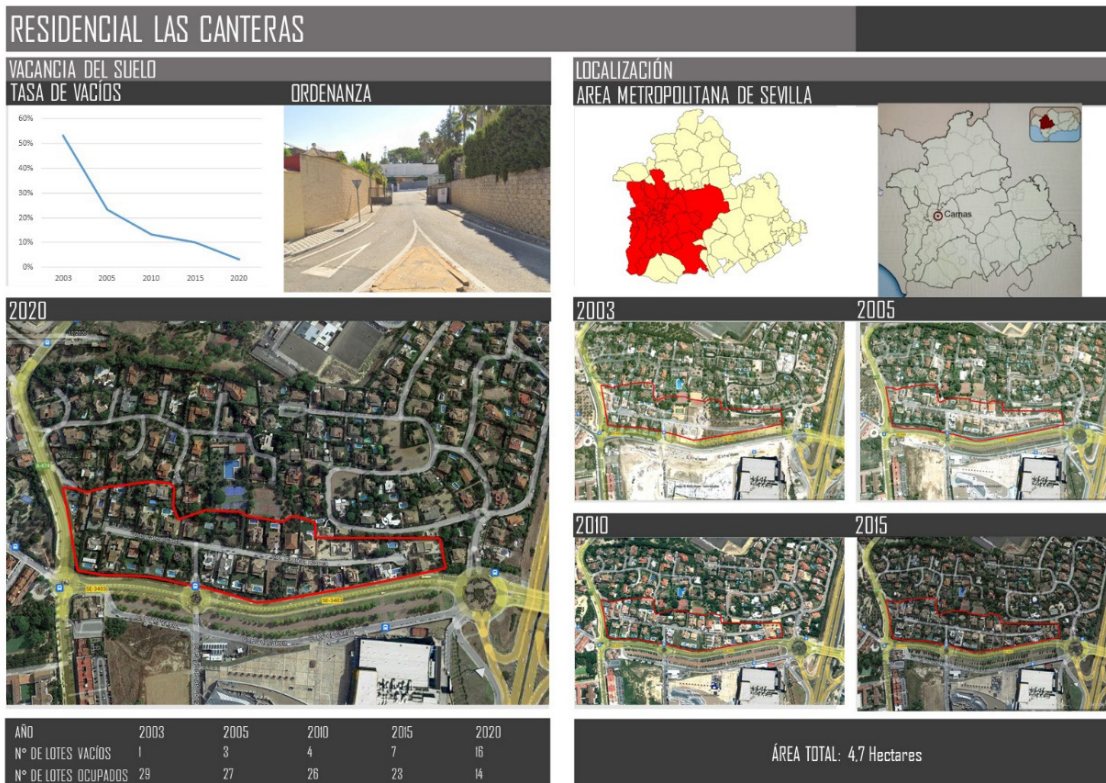 RESIDENCIAL LAS CANTERAS
VACANCIA DEL SUELO
TASA DE VACÍOS
ORDENANZA
60%
50%
40%
30%
20%
10%
0%
2003 2005 2010 2015 2020
LOCALIZACIÓN
AREA METROPOLITANA DE SEVILLA
Camas
2020
2003
2005
2010
2015
AÑO 2003 2005 2010 2015 2020
N° DE LOTES VACÍOS 1 3 4 7 16
N° DE LOTES OCUPADOS 29 27 26 23 14
ÁREA TOTAL: 4,7 Hectares